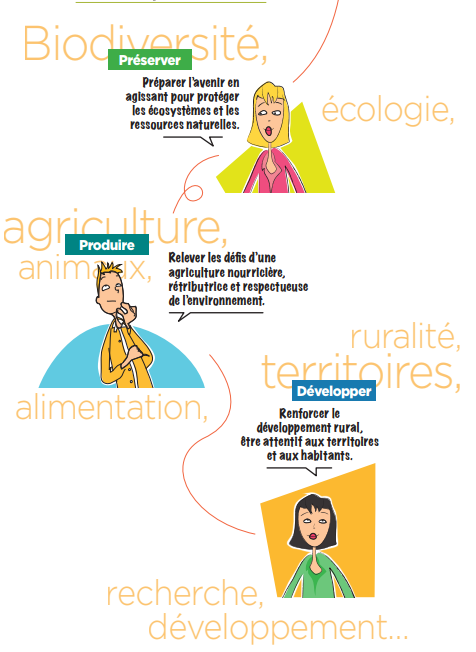 Biodiversité,
Préserver
Préparer l'avenir en
agissant pour protéger
les écosystèmes et les
ressources naturelles.
écologie,
agriculture,
Produire
animaux,
Relever les défis d'une
agriculture nourricière,
rétributrice et respectueuse
de l'environnement.
ruralité,
territoires,
Développer
alimentation,
Renforcer le
développement rural,
être attentif aux territoires
et aux habitants.
recherche,
développement...